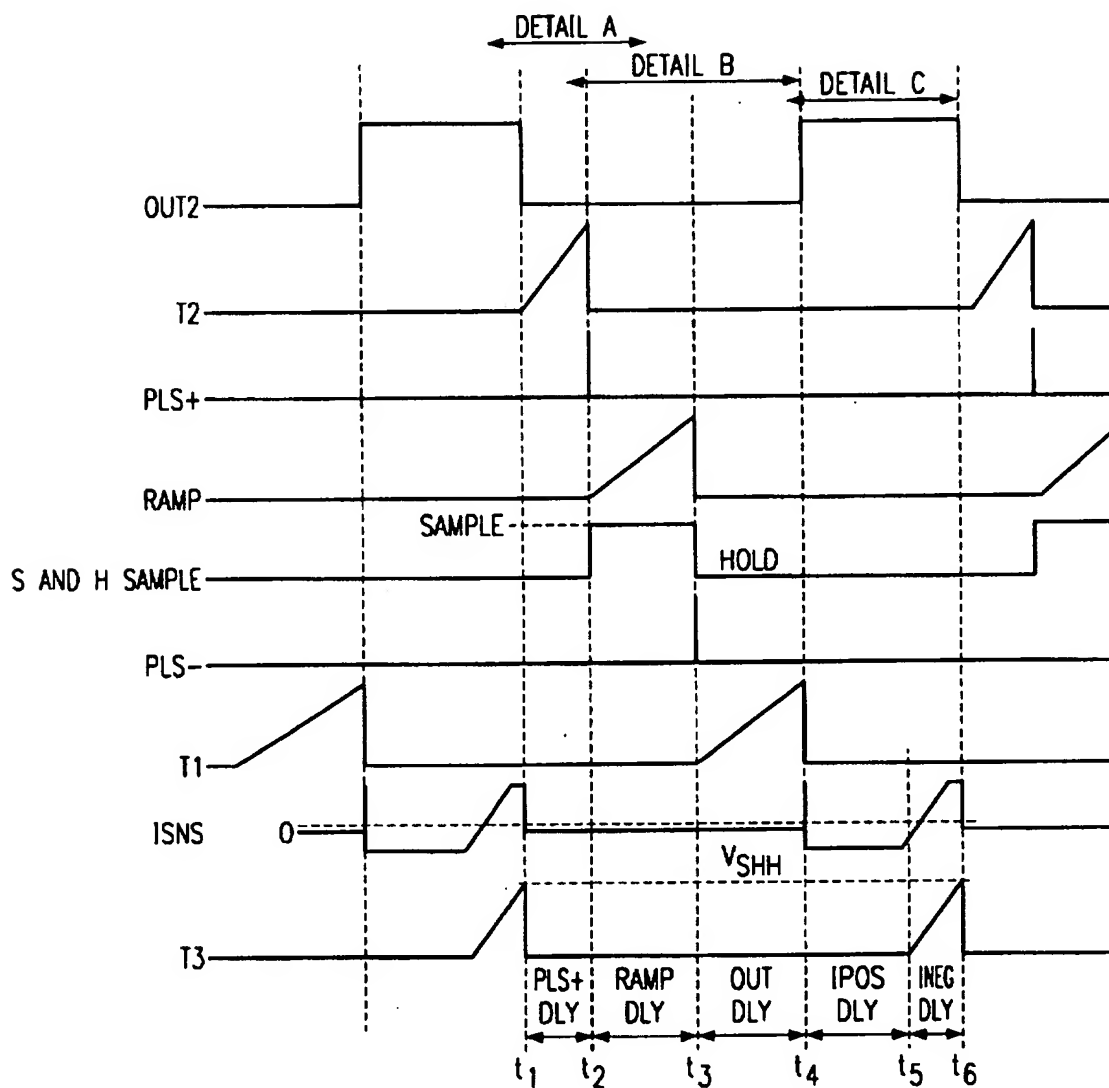 DETAIL A
DETAIL B
DETAIL C
OUT2
T2
PLS+
RAMP
SAMPLE
S AND H SAMPLE
HOLD
PLS−
T1
ISNS
0
VSHH
T3
PLS+ DLY
RAMP DLY
OUT DLY
IPOS DLY
INEG DLY
t1 t2 t3 t4 t5 t6